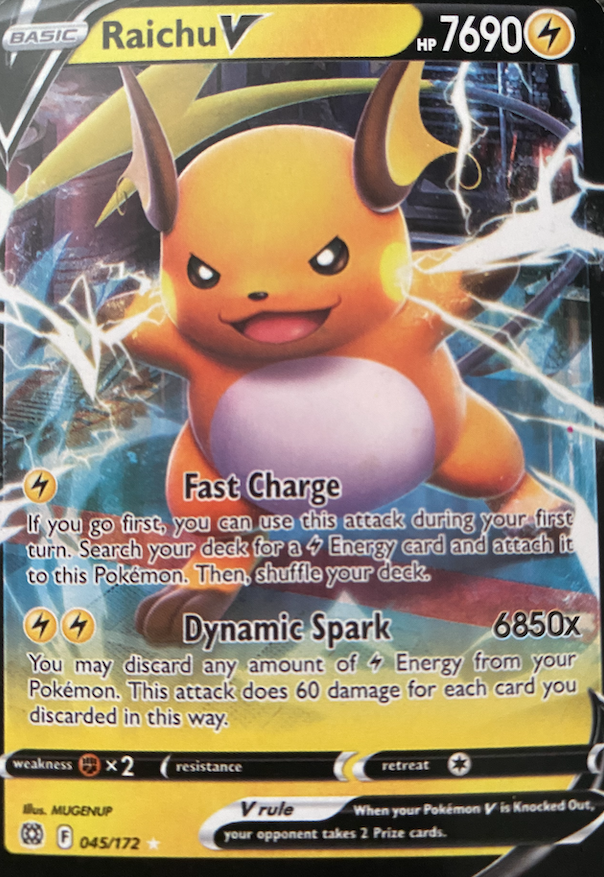 BASIC Raichu V HP 7690
Fast Charge
If you go first, you can use this attack during your first
turn. Search your deck for a Energy card and attach it
to this Pokémon. Then, shuffle your deck.
Dynamic Spark 6850x
You may discard any amount of Energy from your
Pokémon. This attack does 60 damage for each card you
discarded in this way.
weakness ×2 resistance retreat
Illus. MUGENUP
F 045/172
V rule When your Pokémon V is Knocked Out,
your opponent takes 2 Prize cards.